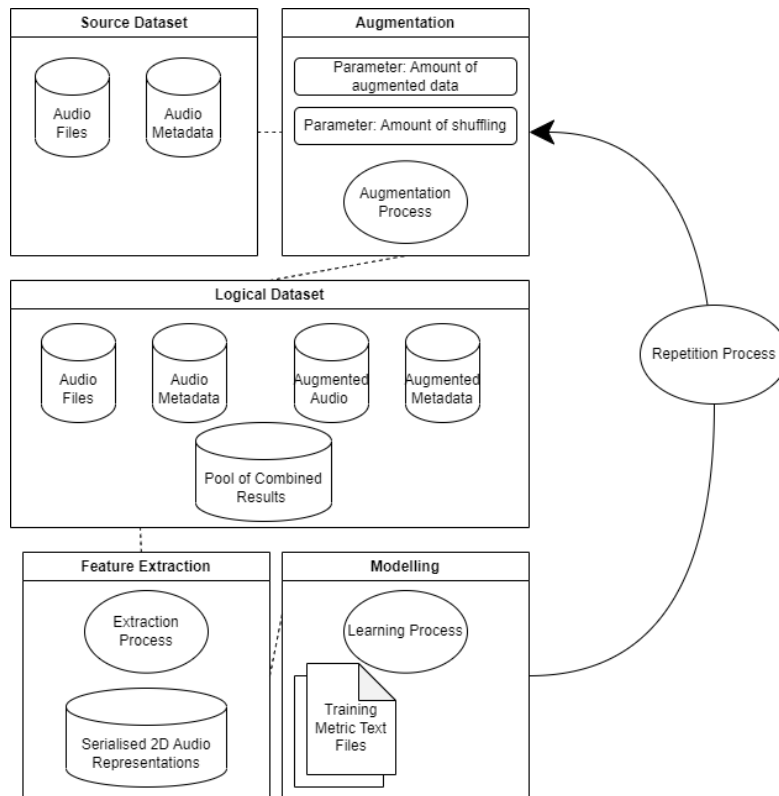 Source Dataset
Audio
Files
Audio
Metadata
Augmentation
Parameter: Amount of
augmented data
Parameter: Amount of shuffling
Augmentation
Process
Logical Dataset
Audio
Files
Audio
Metadata
Augmented
Audio
Augmented
Metadata
Pool of Combined
Results
Repetition Process
Feature Extraction
Extraction
Process
Serialised 2D Audio
Representations
Modelling
Learning Process
Training
Metric Text
Files